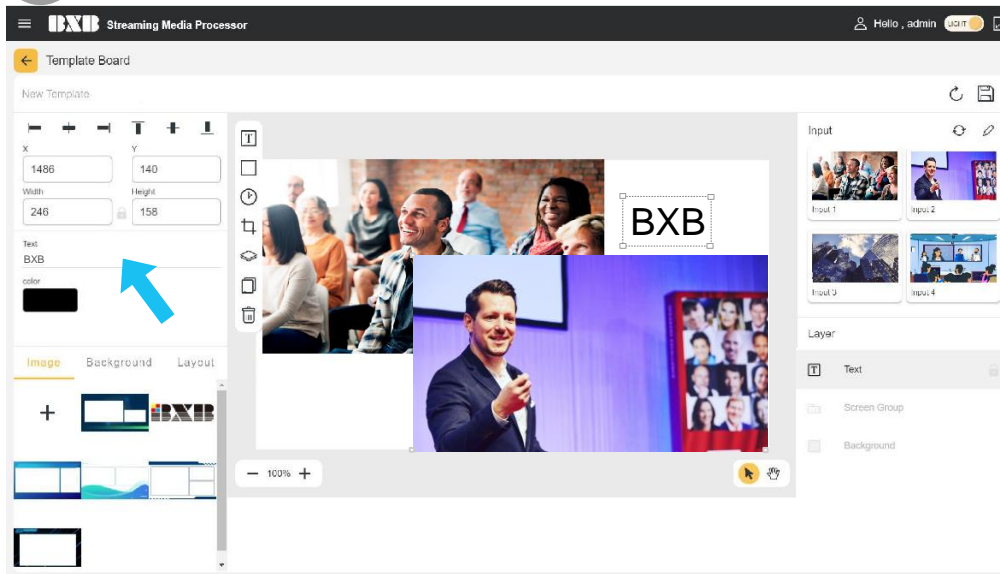 BXB Streaming Media Processor
Hello , admin
LIGHT
Template Board
New Template
X
Y
1486
140
Width
Height
246
158
Text
BXB
color
Image
Background
Layout
BXB
T
BXB
100%
Input
Input 1
Input 2
Input 3
Input 4
Layer
T
Text
Screen Group
Background